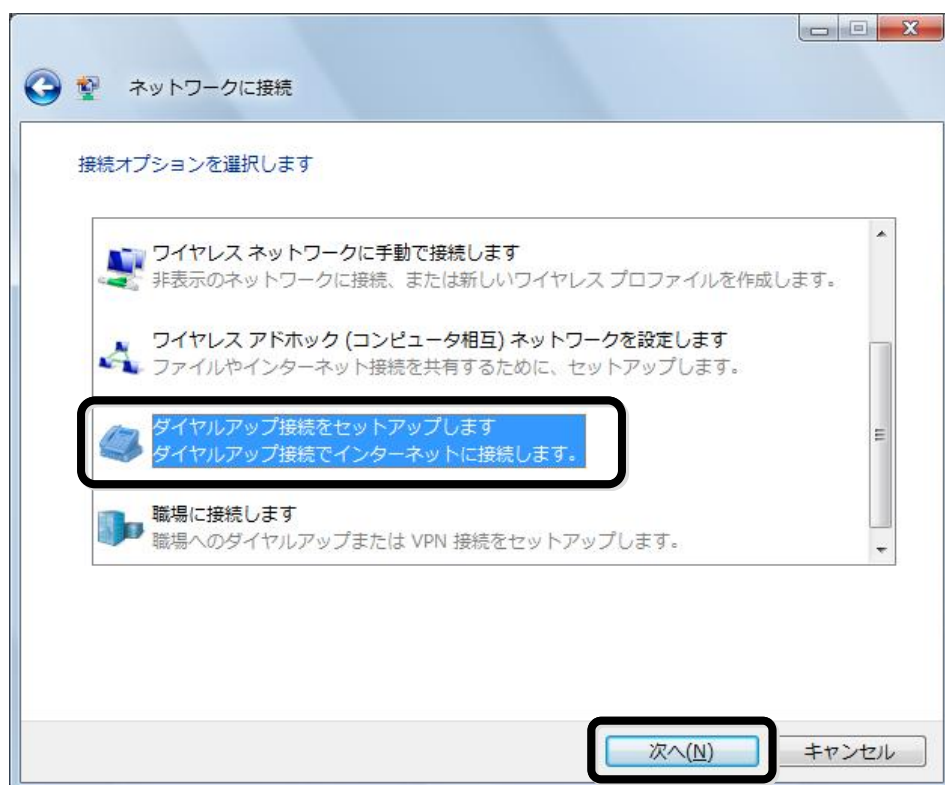 ネットワークに接続
接続オプションを選択します
ワイヤレス ネットワークに手動で接続します
非表示のネットワークに接続、または新しいワイヤレス プロファイルを作成します。
ワイヤレス アドホック (コンピュータ相互) ネットワークを設定します
ファイルやインターネット接続を共有するために、セットアップします。
ダイヤルアップ接続をセットアップします
ダイヤルアップ接続でインターネットに接続します。
職場に接続します
職場へのダイヤルアップまたは VPN 接続をセットアップします。
次へ(N)
キャンセル